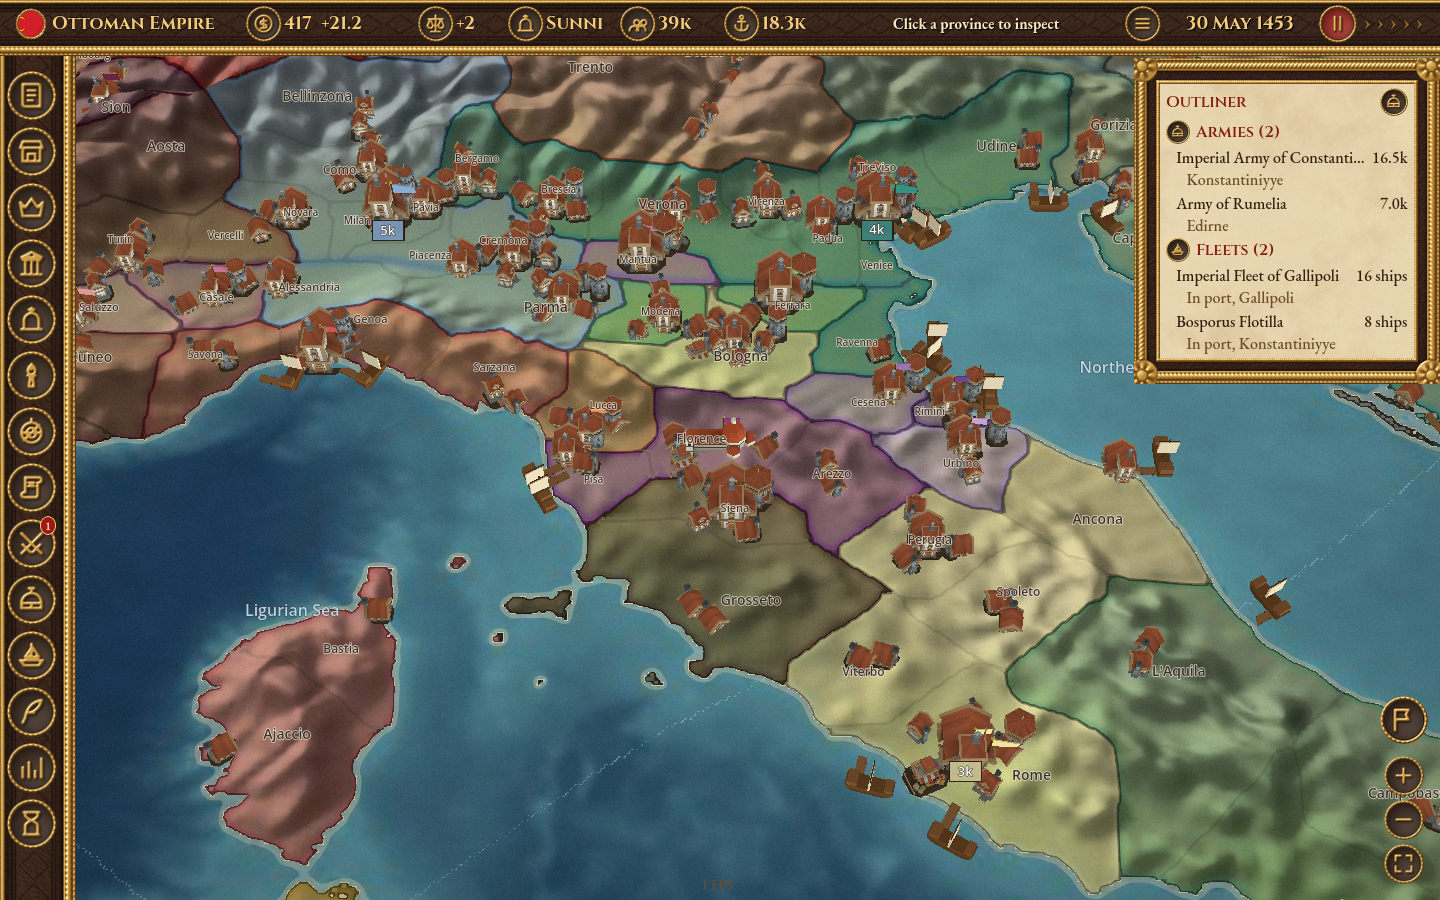 OTTOMAN EMPIRE
417 +21.2
+2
SUNNI
39K
18.3K
Click a province to inspect
30 MAY 1453
OUTLINER
ARMIES (2)
Imperial Army of Constanti... 16.5k
Konstantiniyye
Army of Rumelia 7.0k
Edirne
FLEETS (2)
Imperial Fleet of Gallipoli 16 ships
In port, Gallipoli
Bosporus Flotilla 8 ships
In port, Konstantiniyye
1
Trento
Bellinzona
Sion
Aosta
Udine
Gorizia
Bergamo
Como
Treviso
Brescia
Novara
Milan
Pavia
Verona
Vicenza
5k
4k
Turin
Vercelli
Cremona
Padua
Piacenza
Mantua
Venice
Casale
Alessandria
Saluzzo
Parma
Modena
Ferrara
Genoa
Savona
Bologna
Ravenna
Sarzana
Northe
Cesena
Lucca
Rimini
Florence
Urbino
Arezzo
Pisa
Siena
Ancona
Perugia
Spoleto
Grosseto
Ligurian Sea
Bastia
Viterbo
L'Aquila
Ajaccio
3k
Rome
1 FPS